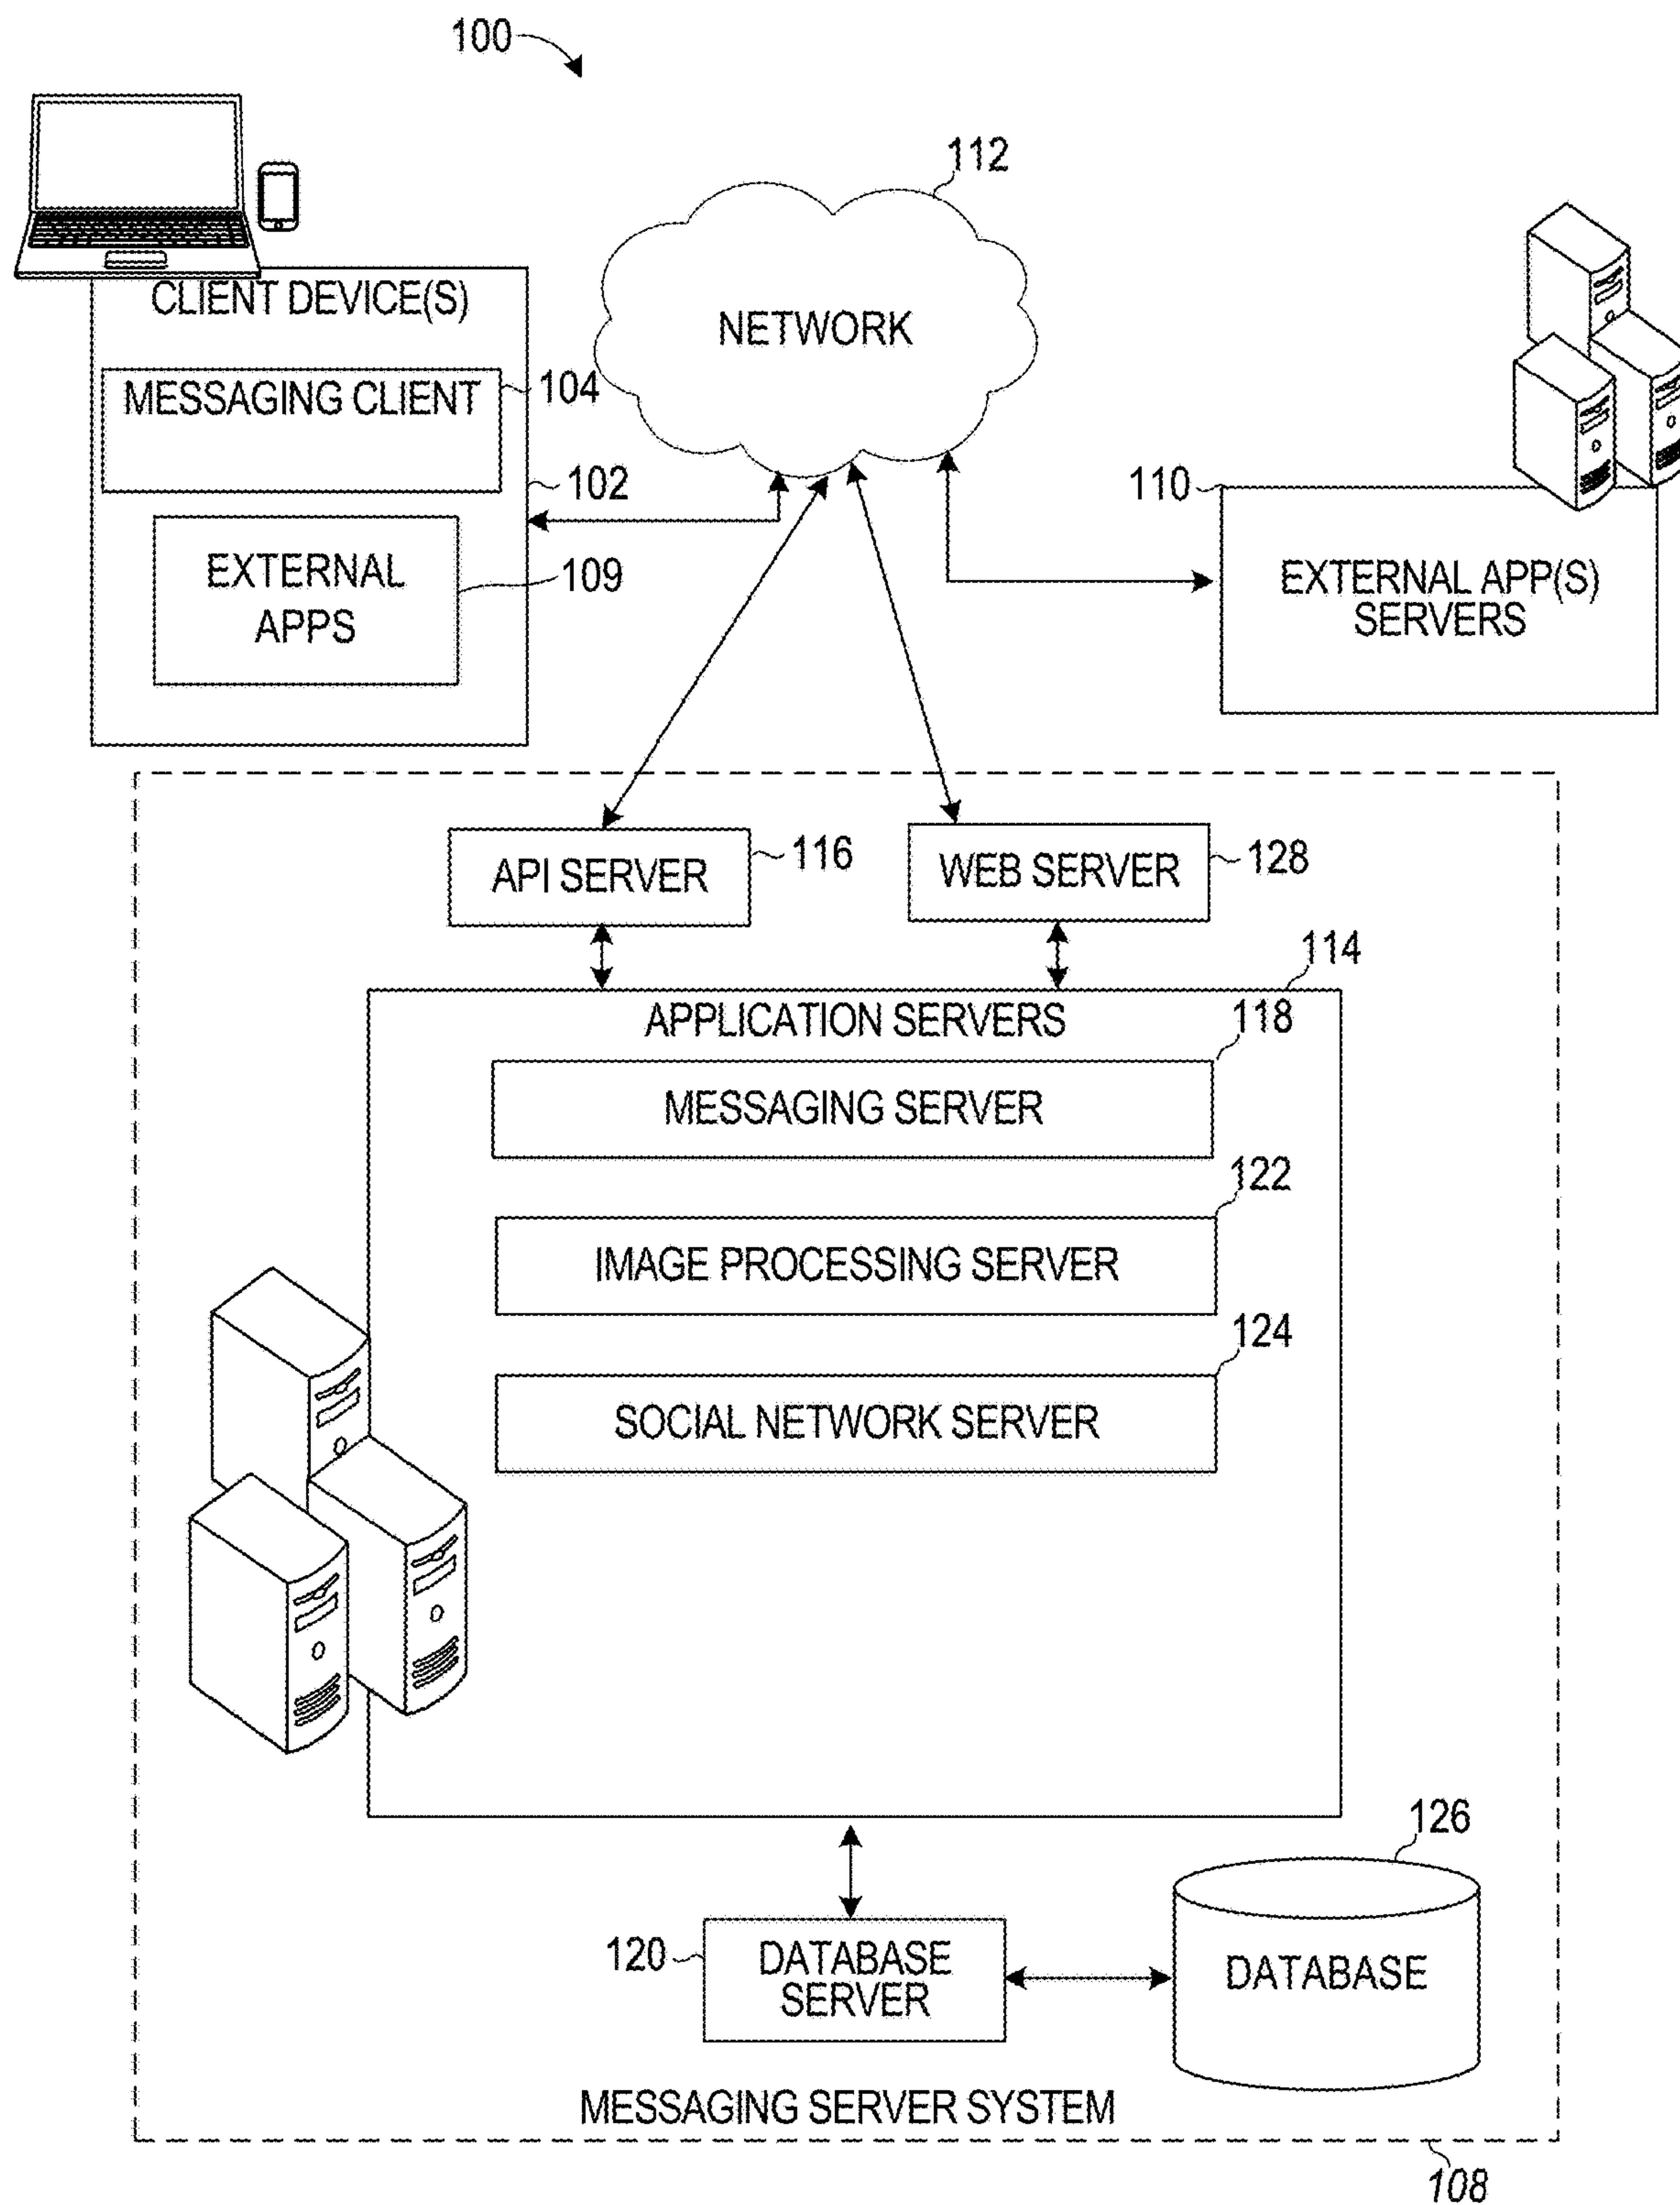 100
112
CLIENT DEVICE(S)
NETWORK
MESSAGING CLIENT
104
102
110
EXTERNAL
APPS
109
EXTERNAL APP(S)
SERVERS
API SERVER
116
WEB SERVER
128
114
APPLICATION SERVERS
118
MESSAGING SERVER
122
IMAGE PROCESSING SERVER
124
SOCIAL NETWORK SERVER
126
120
DATABASE
SERVER
DATABASE
MESSAGING SERVER SYSTEM
108